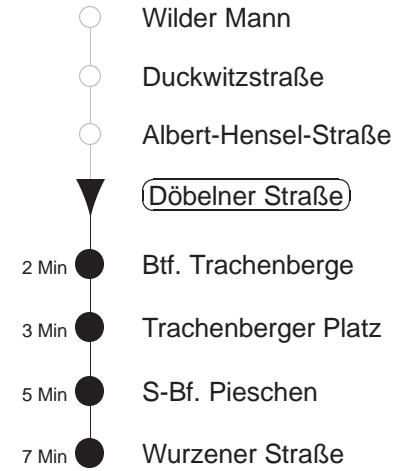 Wilder Mann
Duckwitzstraße
Albert-Hensel-Straße
Döbelner Straße
2 Min Btf. Trachenberge
3 Min Trachenberger Platz
5 Min S-Bf. Pieschen
7 Min Wurzener Straße